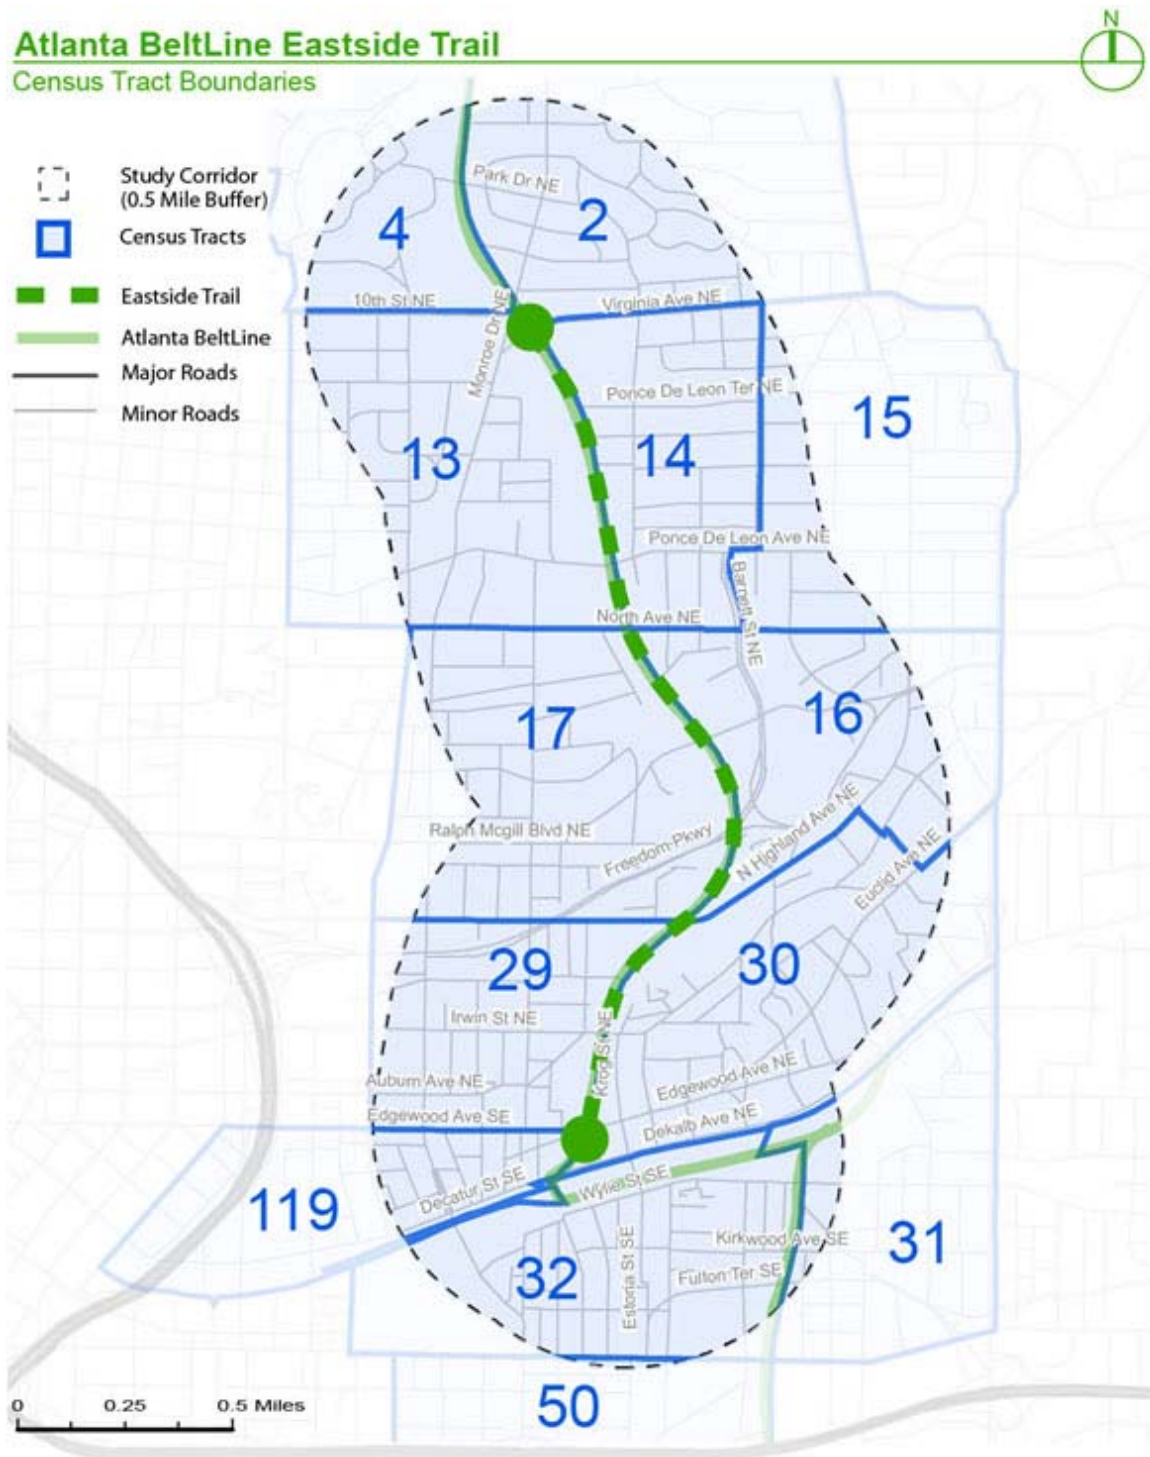 Atlanta BeltLine Eastside Trail
N
Census Tract Boundaries
Study Corridor
(0.5 Mile Buffer)
Census Tracts
Eastside Trail
Atlanta BeltLine
Major Roads
Minor Roads
Park Dr NE
4
2
10th St NE
Monroe Dr NE
Virginia Ave NE
Ponce De Leon Ter NE
15
13
14
Ponce De Leon Ave NE
Barnett St NE
North Ave NE
17
16
Ralph Mcgill Blvd NE
Freedom Pkwy
N Highland Ave NE
Euclid Ave NE
29
30
Irwin St NE
Krog St NE
Auburn Ave NE
Edgewood Ave NE
Edgewood Ave SE
Dekalb Ave NE
Decatur St SE
Wylie St SE
119
Kirkwood Ave SE
31
32
Estoria St SE
Fulton Ter SE
50
0 0.25 0.5 Miles